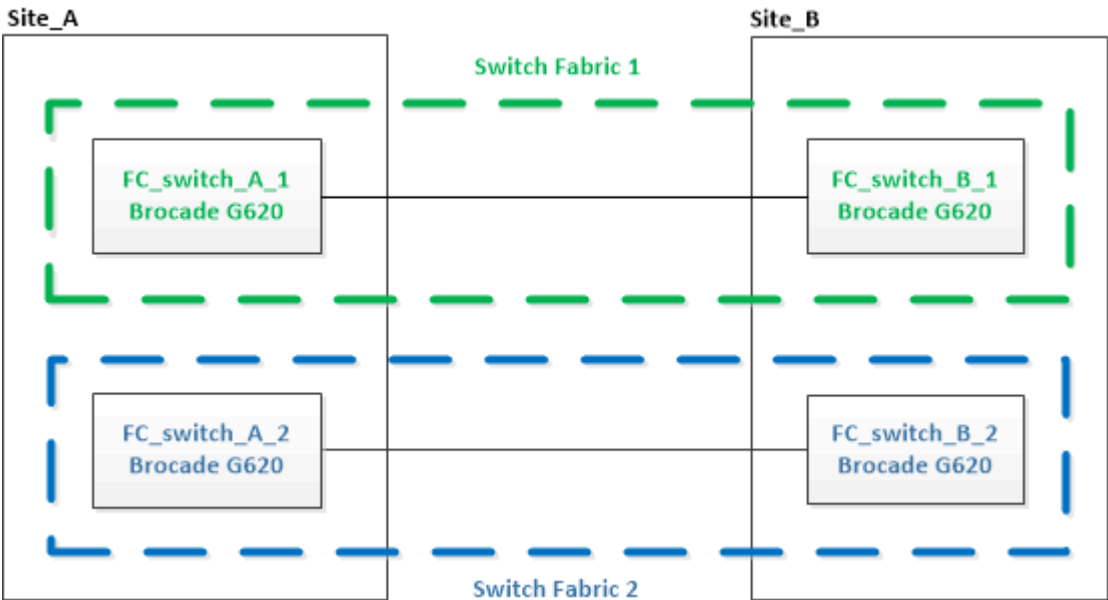 Site_A
Site_B
Switch Fabric 1
FC_switch_A_1
Brocade G620
FC_switch_B_1
Brocade G620
FC_switch_A_2
Brocade G620
FC_switch_B_2
Brocade G620
Switch Fabric 2